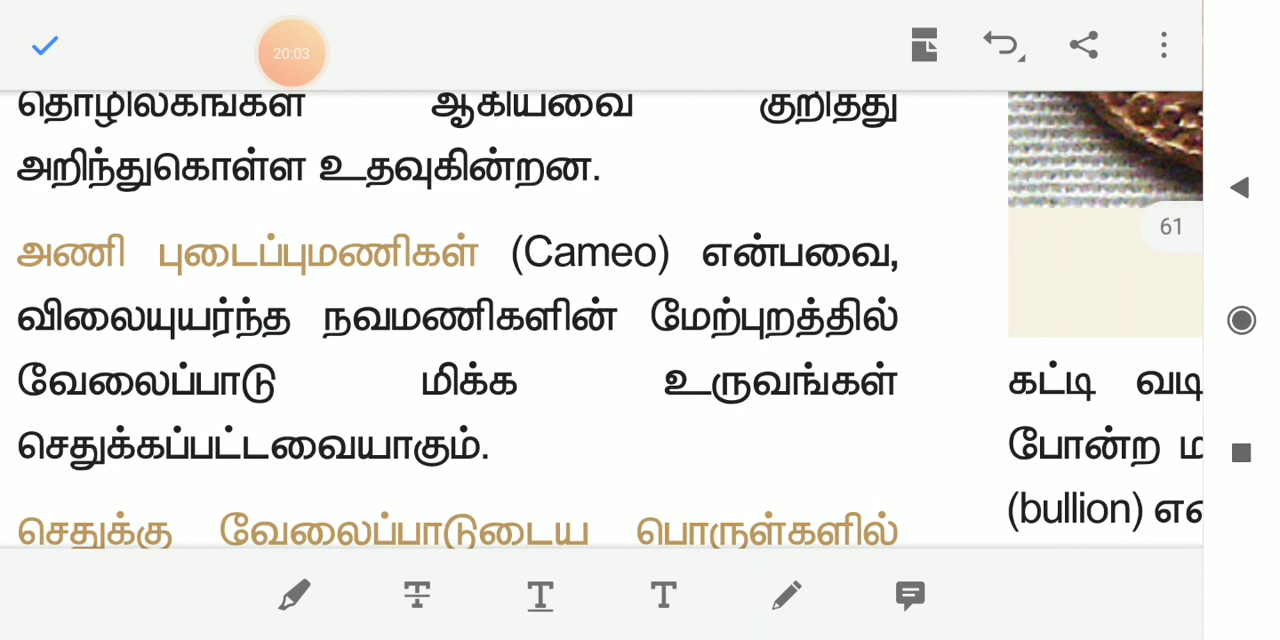 20:03
தொழிலகங்கள் ஆகியவை குறித்து
அறிந்துகொள்ள உதவுகின்றன.
அணி புடைப்புமணிகள் (Cameo) என்பவை,
விலையுயர்ந்த நவமணிகளின் மேற்புறத்தில்
வேலைப்பாடு மிக்க உருவங்கள்
செதுக்கப்பட்டவையாகும்.
செதுக்கு வேலைப்பாடுடைய பொருள்களில்
61
கட்டி வடி
போன்ற ம
(bullion) என